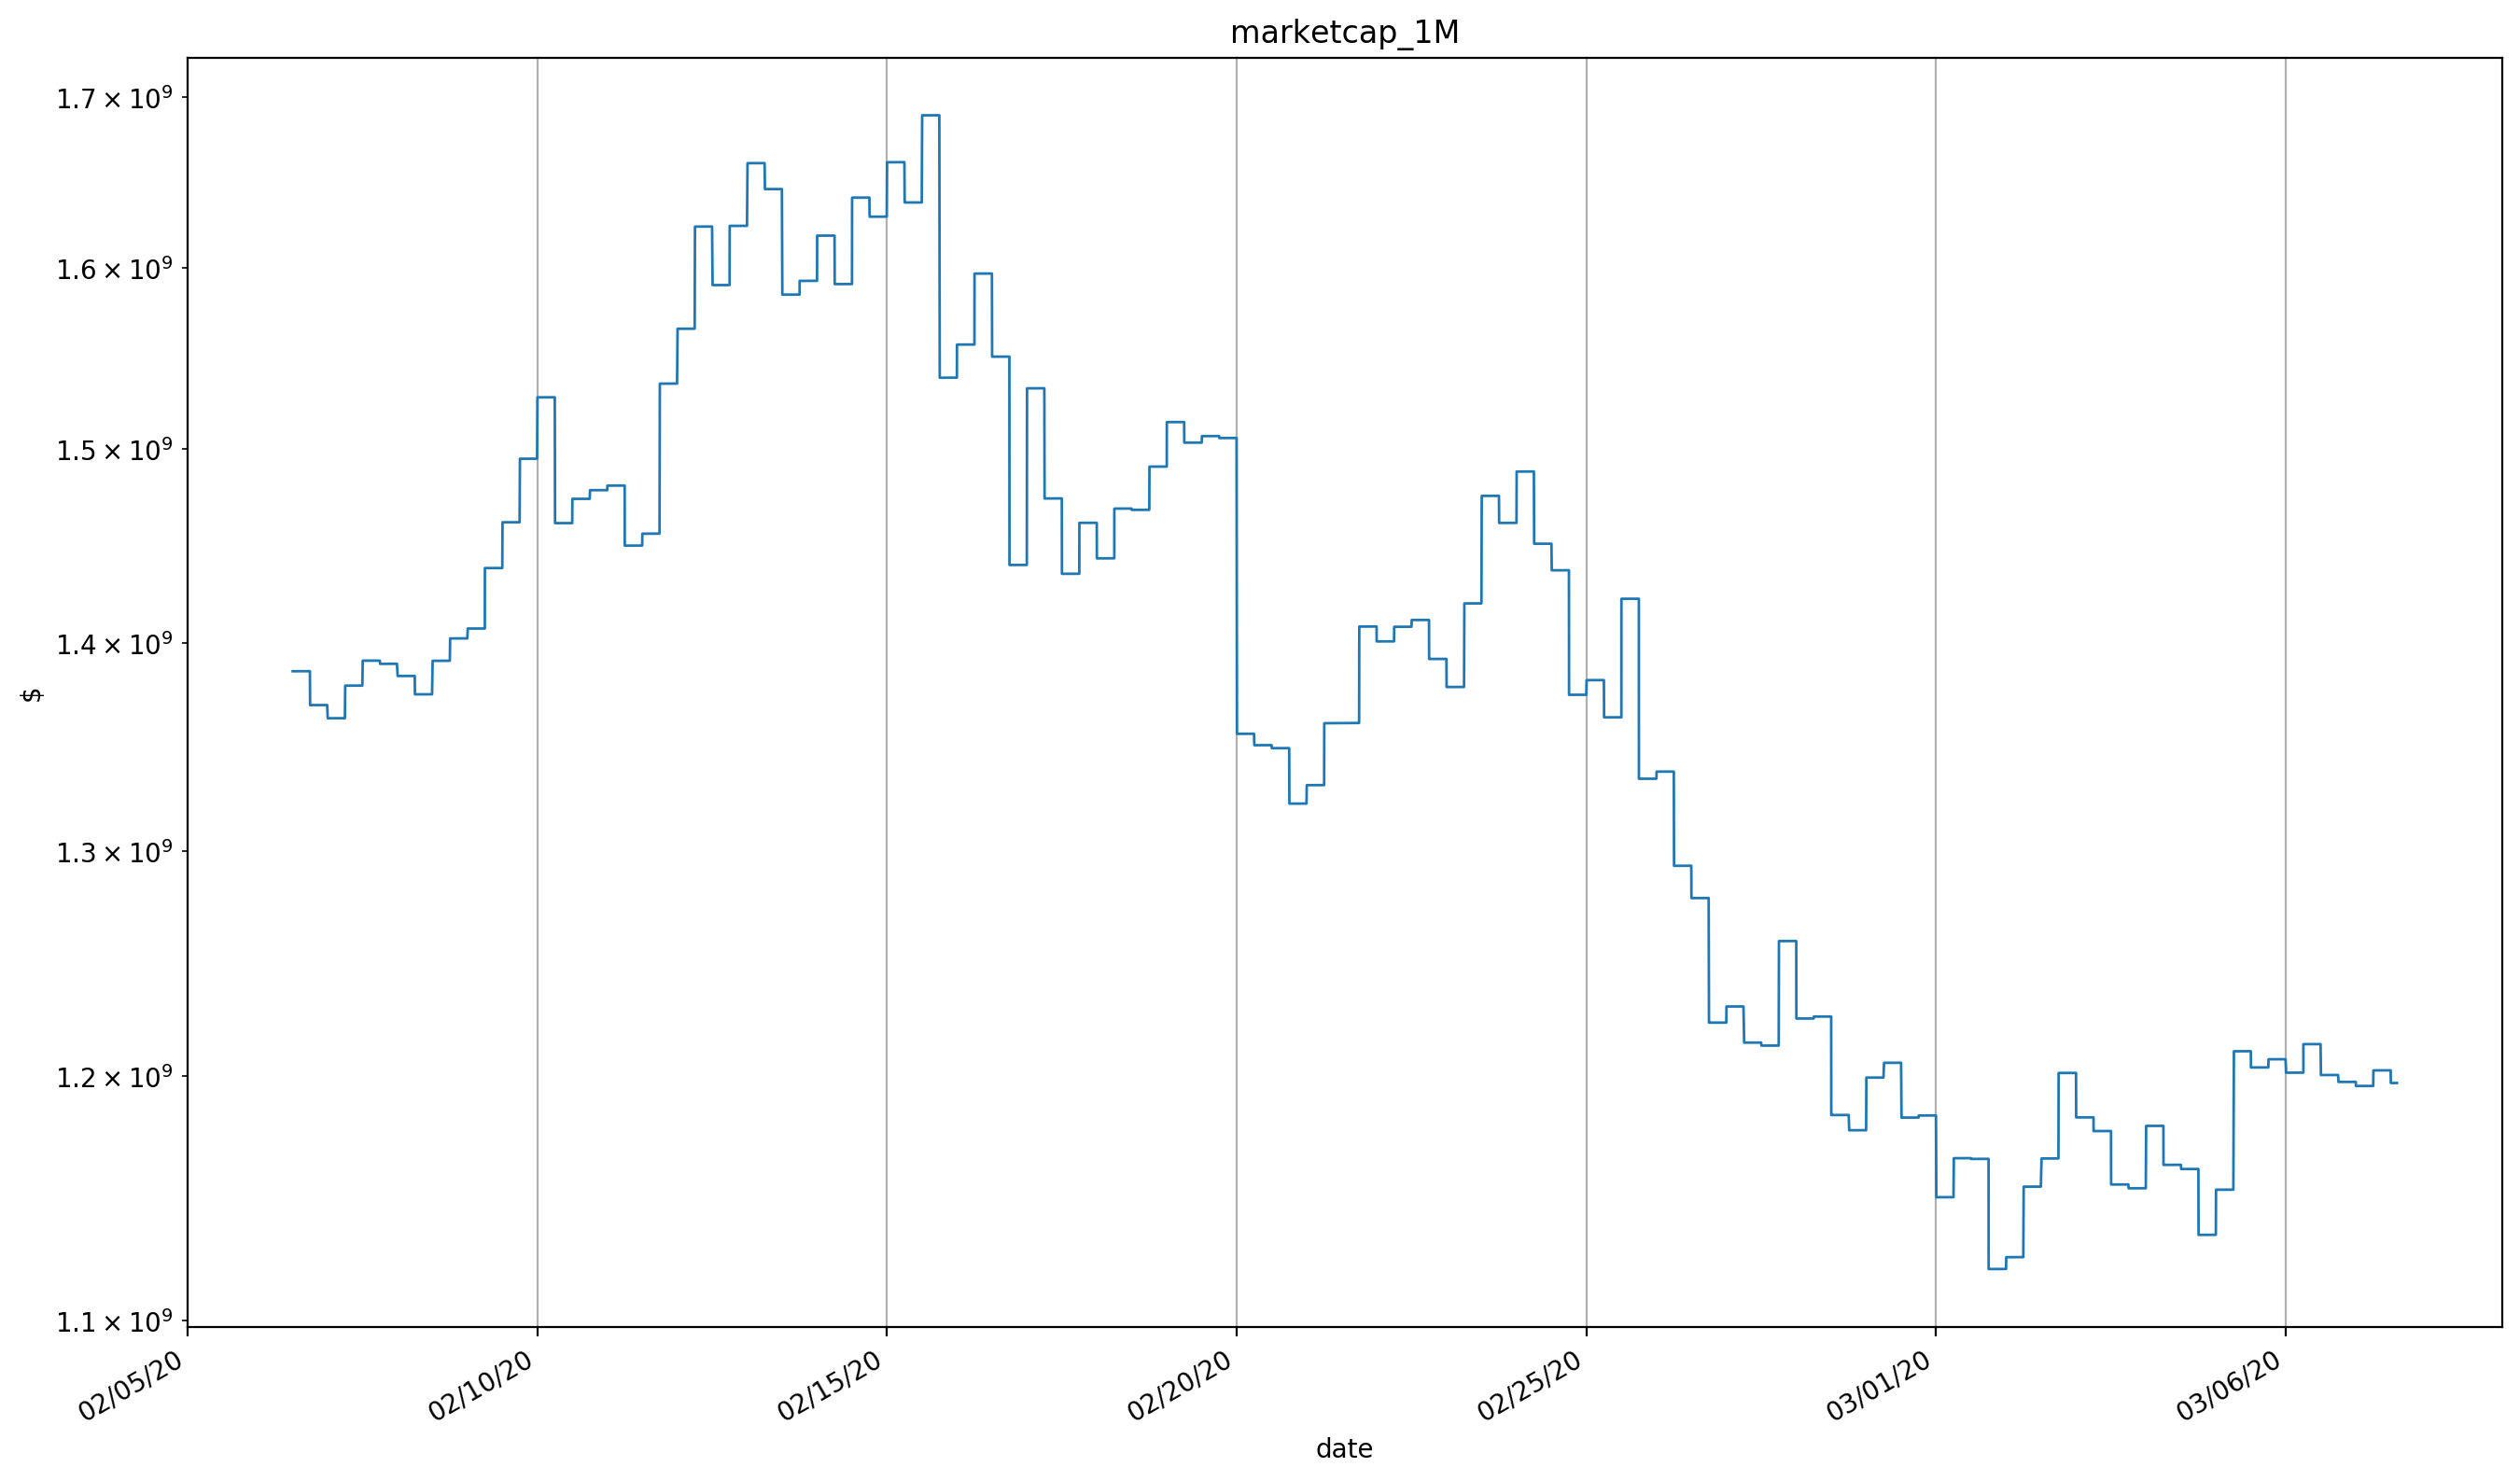 marketcap_1M
1.7 × 10⁹
1.6 × 10⁹
1.5 × 10⁹
1.4 × 10⁹
$
1.3 × 10⁹
1.2 × 10⁹
1.1 × 10⁹
02/05/20
02/10/20
02/15/20
02/20/20
02/25/20
03/01/20
03/06/20
date